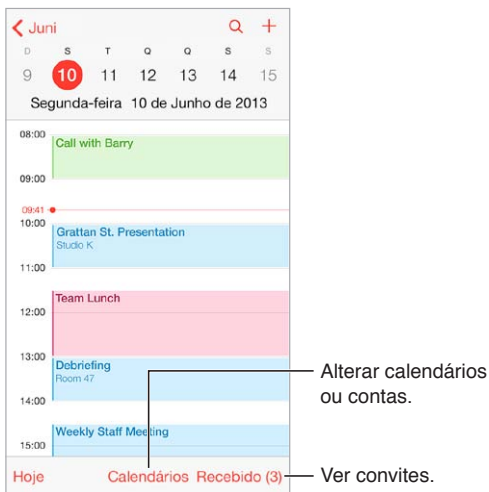 Juni
D S T Q Q S S
9 10 11 12 13 14 15
Segunda-feira 10 de Junho de 2013
08:00
Call with Barry
09:00
09:41
10:00
Grattan St. Presentation
Studio K
11:00
Team Lunch
12:00
13:00
Debriefing
Room 47
Alterar calendários
ou contas.
14:00
Weekly Staff Meeting
15:00
Hoje Calendários Recebido (3)
Ver convites.